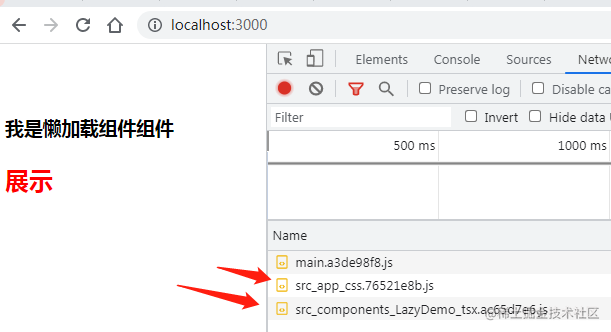 localhost:3000
Elements Console Sources Netw
Preserve log Disable ca
Filter Invert Hide data U
500 ms 1000 ms
我是懒加载组件组件
展示
Name
main.a3de98f8.js
src_app_css.76521e8b.js
src_components_LazyDemo_tsx.ac65d7e6.js
@稀土掘金技术社区